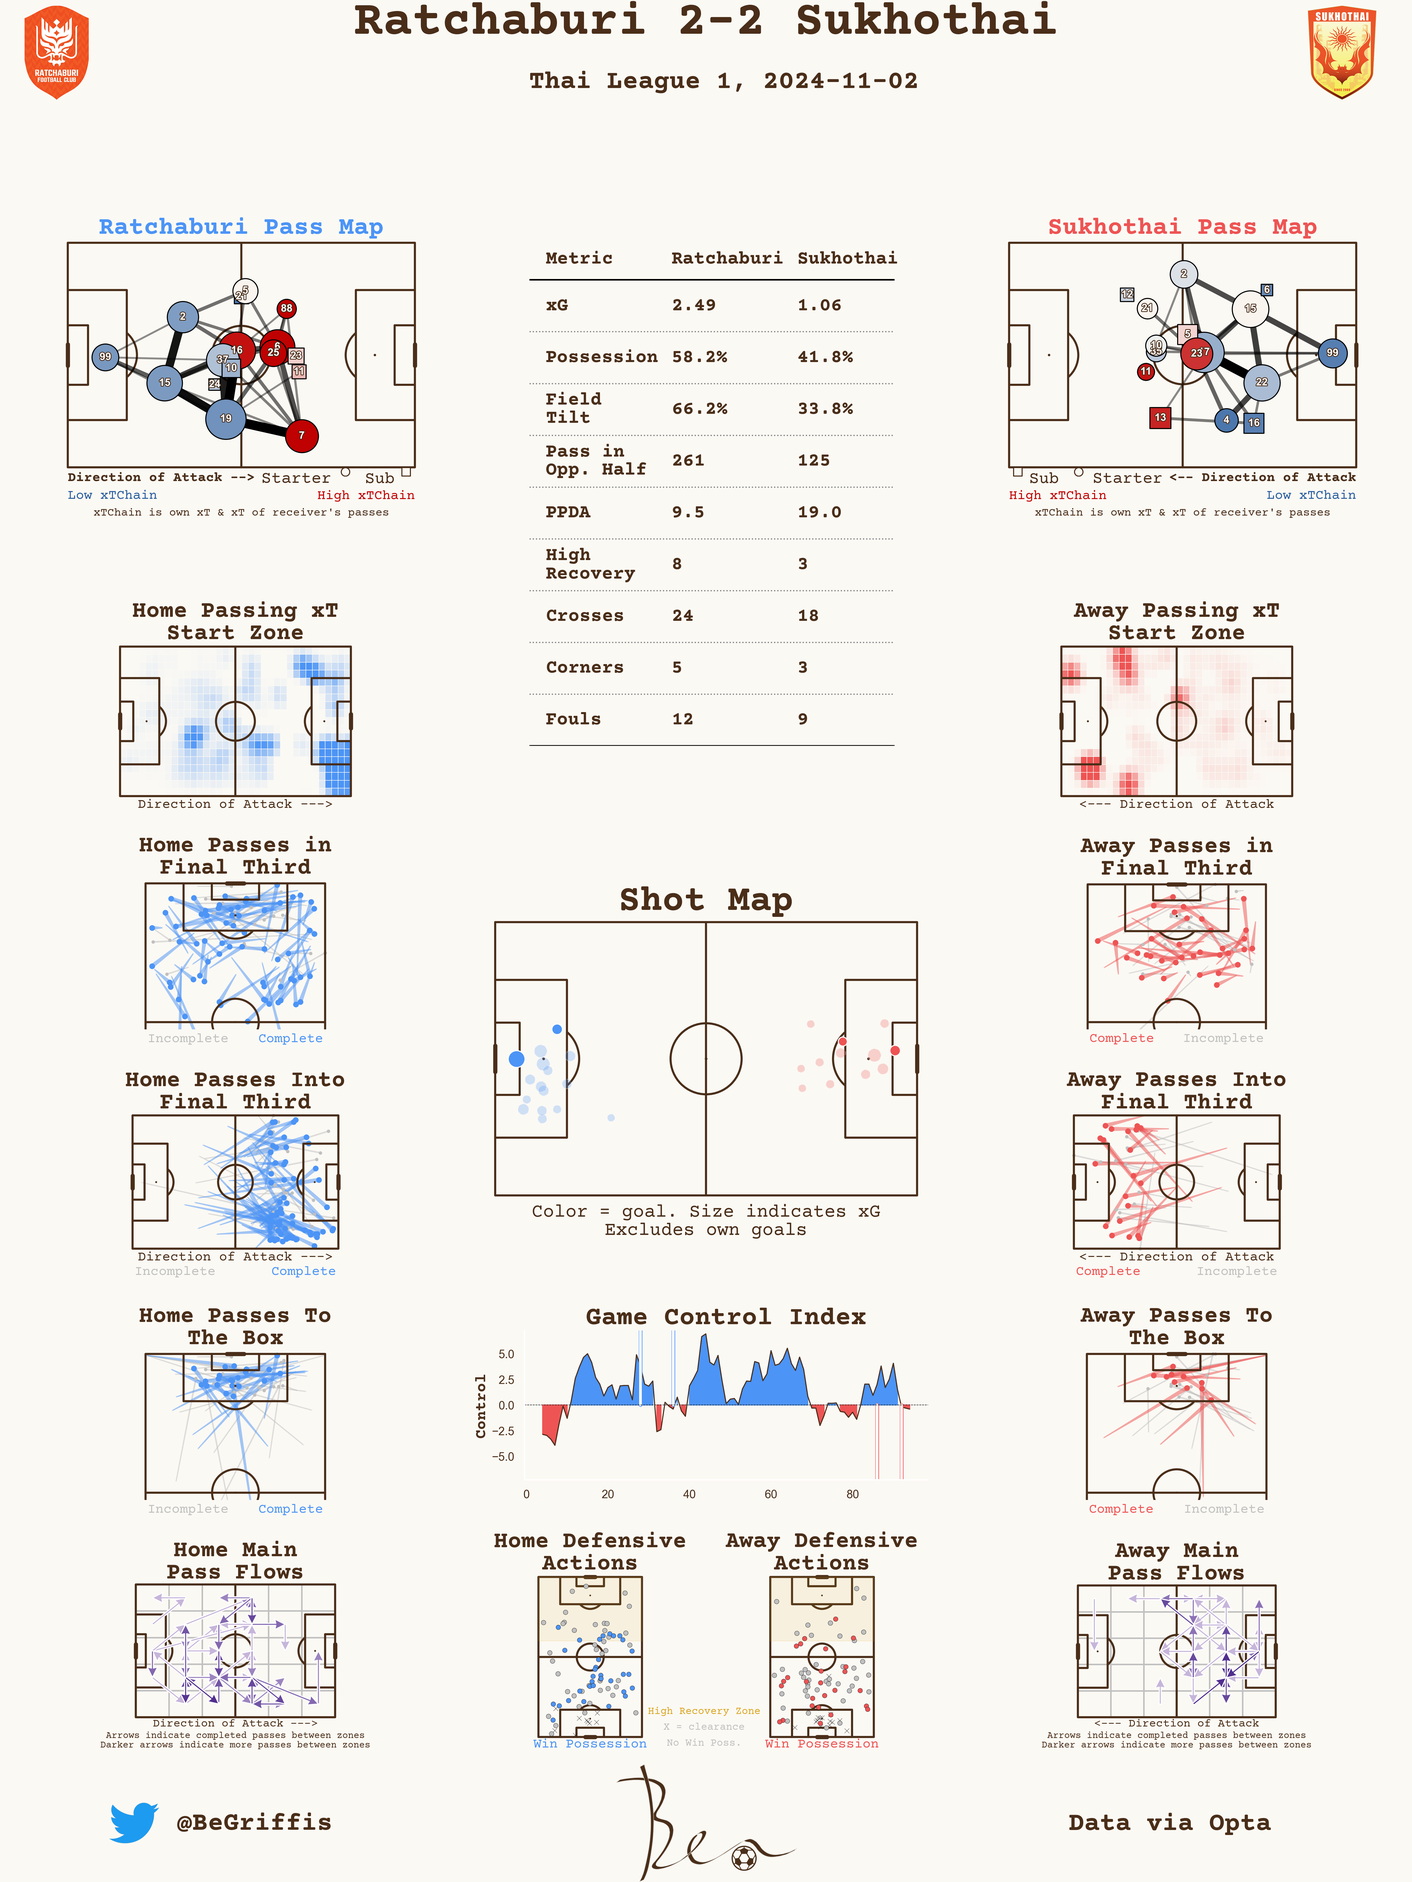 Ratchaburi 2-2 Sukhothai
Thai League 1, 2024-11-02
RATCHABURI
FOOTBALL CLUB
SUKHOTHAI
Ratchaburi Pass Map
99
2
15
5
21
88
16
6
25
23
11
37
10
24
19
7
Direction of Attack --> Starter Sub
Low xTChain High xTChain
xTChain is own xT & xT of receiver's passes
Metric Ratchaburi Sukhothai
xG 2.49 1.06
Possession 58.2% 41.8%
Field
Tilt 66.2% 33.8%
Pass in
Opp. Half 261 125
PPDA 9.5 19.0
High
Recovery 8 3
Crosses 24 18
Corners 5 3
Fouls 12 9
Sukhothai Pass Map
2
12
21
6
15
5
10
35
23
7
99
11
22
13
4
16
Sub Starter <-- Direction of Attack
High xTChain Low xTChain
xTChain is own xT & xT of receiver's passes
Home Passing xT
Start Zone
Direction of Attack --->
Away Passing xT
Start Zone
<--- Direction of Attack
Home Passes in
Final Third
Incomplete Complete
Away Passes in
Final Third
Complete Incomplete
Shot Map
Color = goal. Size indicates xG
Excludes own goals
Home Passes Into
Final Third
Direction of Attack --->
Incomplete Complete
Away Passes Into
Final Third
<--- Direction of Attack
Complete Incomplete
Home Passes To
The Box
Incomplete Complete
Game Control Index
Control
5.0
2.5
0.0
−2.5
−5.0
0 20 40 60 80
Away Passes To
The Box
Complete Incomplete
Home Main
Pass Flows
Direction of Attack --->
Arrows indicate completed passes between zones
Darker arrows indicate more passes between zones
Home Defensive
Actions
Win Possession
High Recovery Zone
X = clearance
No Win Poss.
Away Defensive
Actions
Win Possession
Away Main
Pass Flows
<--- Direction of Attack
Arrows indicate completed passes between zones
Darker arrows indicate more passes between zones
@BeGriffis
Ben
Data via Opta